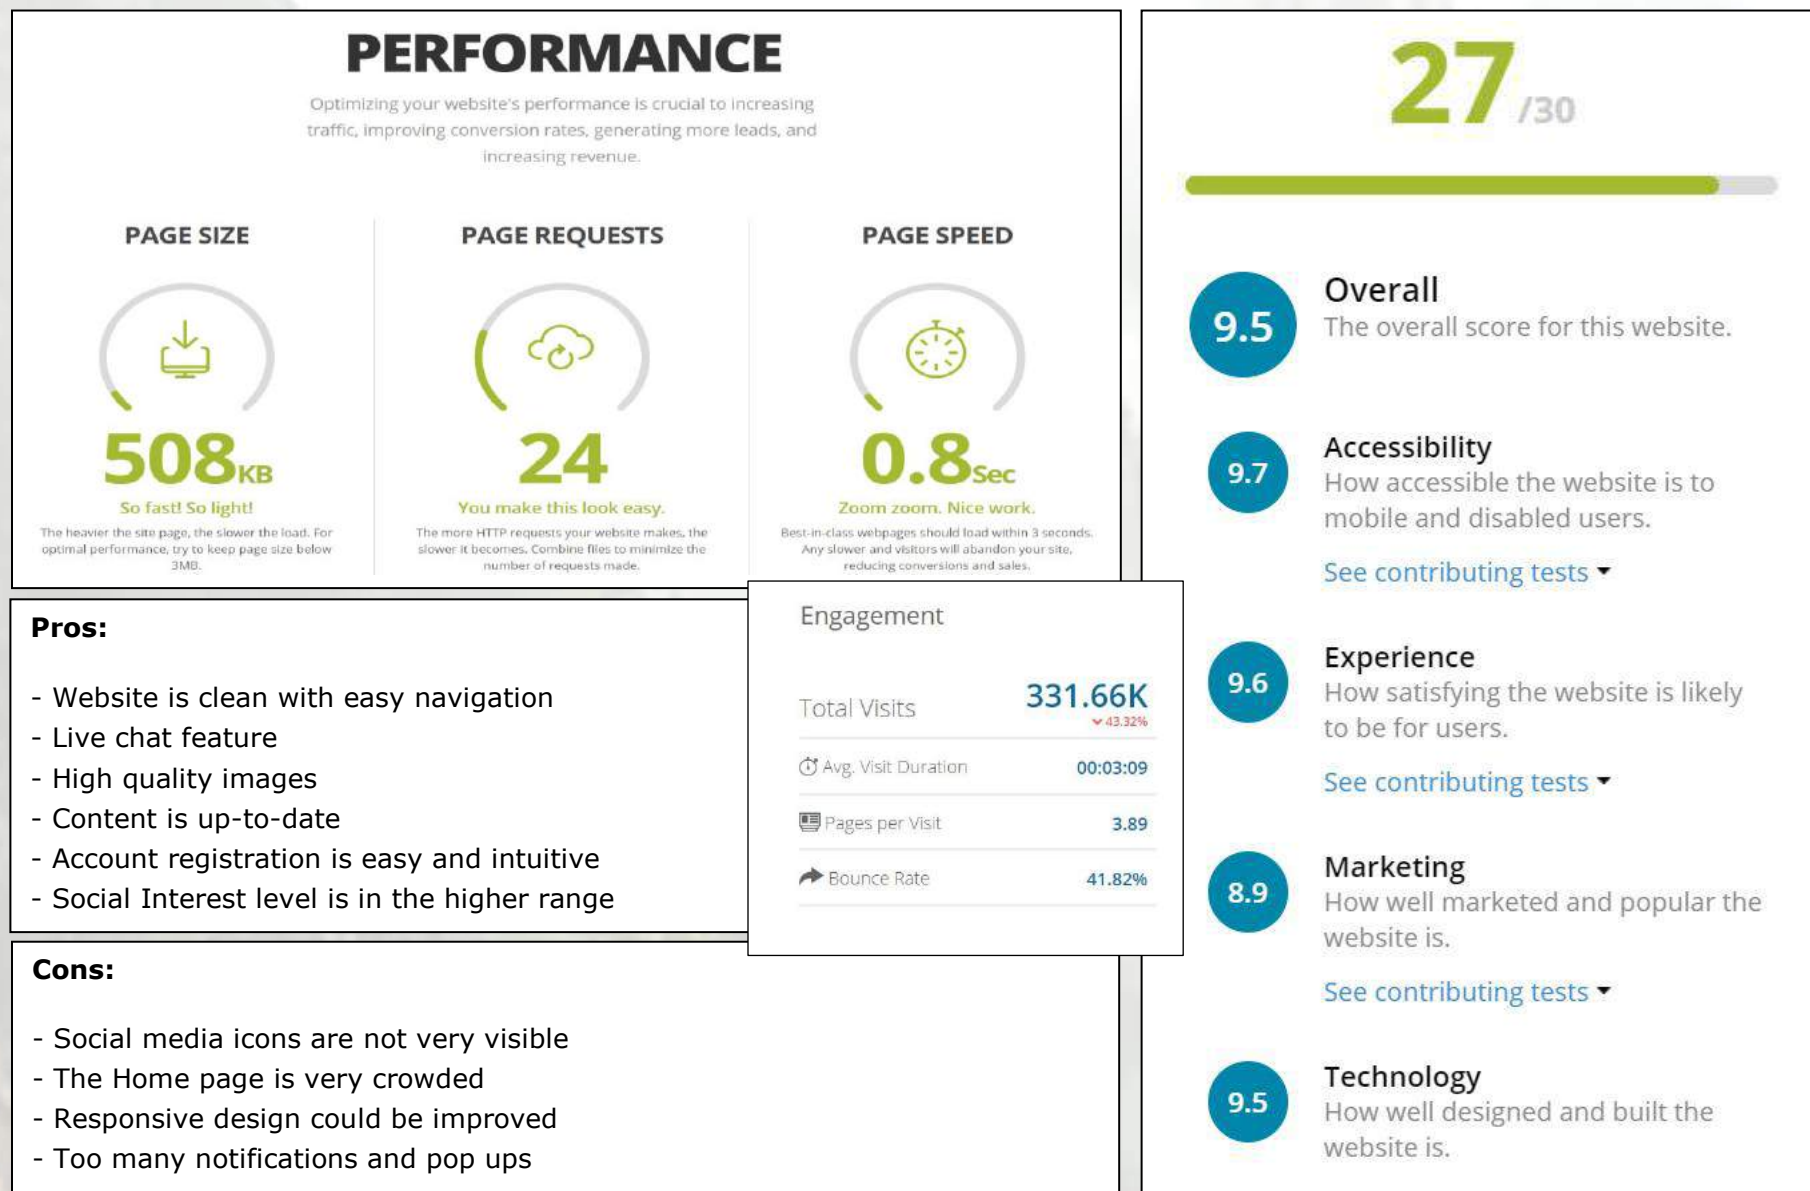 PERFORMANCE
Optimizing your website's performance is crucial to increasing
traffic, improving conversion rates, generating more leads, and
increasing revenue.
PAGE SIZE
508KB
So fast! So light!
The heavier the site page, the slower the load. For
optimal performance, try to keep page size below
3MB.
PAGE REQUESTS
24
You make this look easy.
The more HTTP requests your website makes, the
slower it becomes. Combine files to minimize the
number of requests made.
PAGE SPEED
0.8Sec
Zoom zoom. Nice work.
Best-in-class webpages should load within 3 seconds.
Any slower and visitors will abandon your site,
reducing conversions and sales.
Pros:
- Website is clean with easy navigation
- Live chat feature
- High quality images
- Content is up-to-date
- Account registration is easy and intuitive
- Social Interest level is in the higher range
Engagement
Total Visits 331.66K
43.32%
Avg. Visit Duration 00:03:09
Pages per Visit 3.89
Bounce Rate 41.82%
Cons:
- Social media icons are not very visible
- The Home page is very crowded
- Responsive design could be improved
- Too many notifications and pop ups
27/30
9.5
Overall
The overall score for this website.
9.7
Accessibility
How accessible the website is to
mobile and disabled users.
See contributing tests
9.6
Experience
How satisfying the website is likely
to be for users.
See contributing tests
8.9
Marketing
How well marketed and popular the
website is.
See contributing tests
9.5
Technology
How well designed and built the
website is.